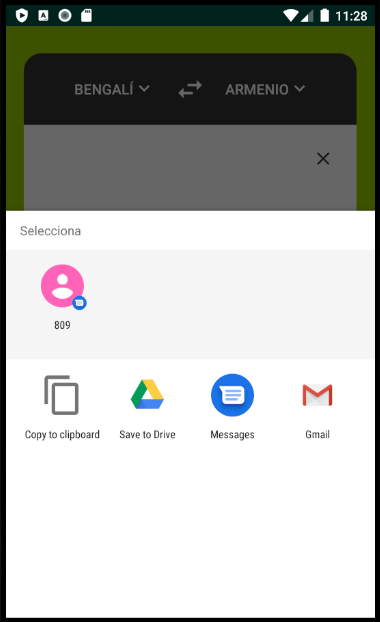 11:28
BENGALÍ
ARMENIO
Selecciona
809
Copy to clipboard
Save to Drive
Messages
Gmail